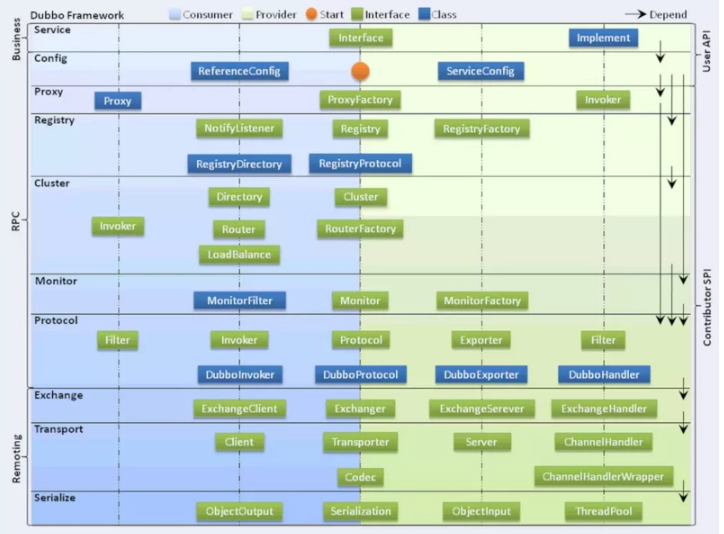 Dubbo Framework Consumer Provider Start Interface Class Depend
Business
User API
Service
Interface Implement
Config
ReferenceConfig ServiceConfig
RPC
Contributor SPI
Proxy
Proxy ProxyFactory Invoker
Registry
NotifyListener Registry RegistryFactory
RegistryDirectory RegistryProtocol
Cluster
Directory Cluster
Invoker Router RouterFactory
LoadBalance
Monitor
MonitorFilter Monitor MonitorFactory
Protocol
Filter Invoker Protocol Exporter Filter
DubboInvoker DubboProtocol DubboExporter DubboHandler
Remoting
Exchange
ExchangeClient Exchanger ExchangeSerever ExchangeHandler
Transport
Client Transporter Server ChannelHandler
Codec ChannelHandlerWrapper
Serialize
ObjectOutput Serialization ObjectInput ThreadPool